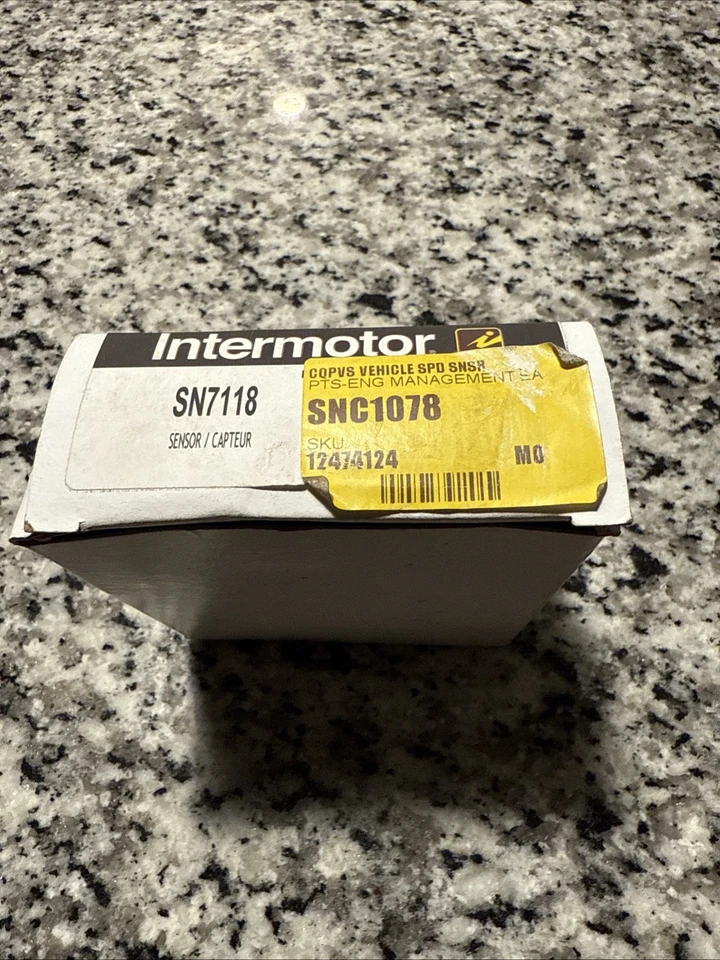 Intermotor
SN7118
SENSOR / CAPTEUR
CQPVS VEHICLE SPD SNSR
PTS-ENG MANAGEMENT EA
SNC1078
SKU
12474124 MO